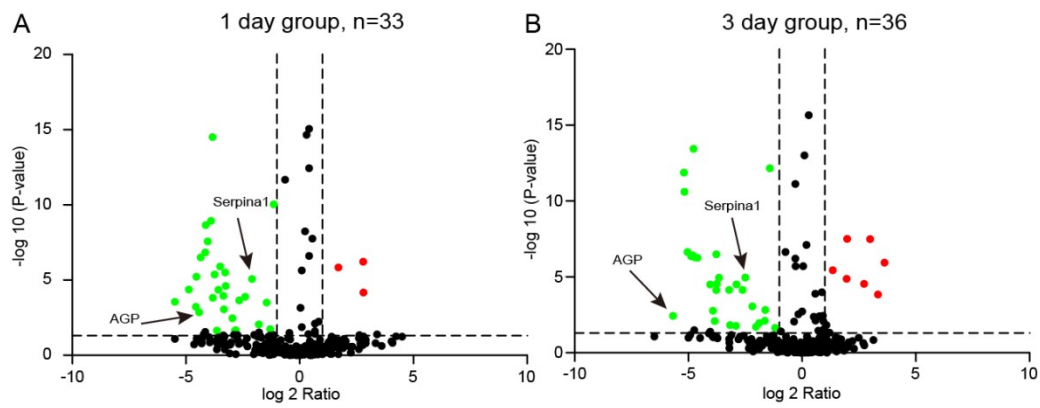 A
1 day group, n=33
20
15
10
5
0
-log 10 (P-value)
Serpina1
AGP
-10
-5
0
5
10
log 2 Ratio
B
3 day group, n=36
20
15
10
5
0
-log 10 (P-value)
Serpina1
AGP
-10
-5
0
5
10
log 2 Ratio